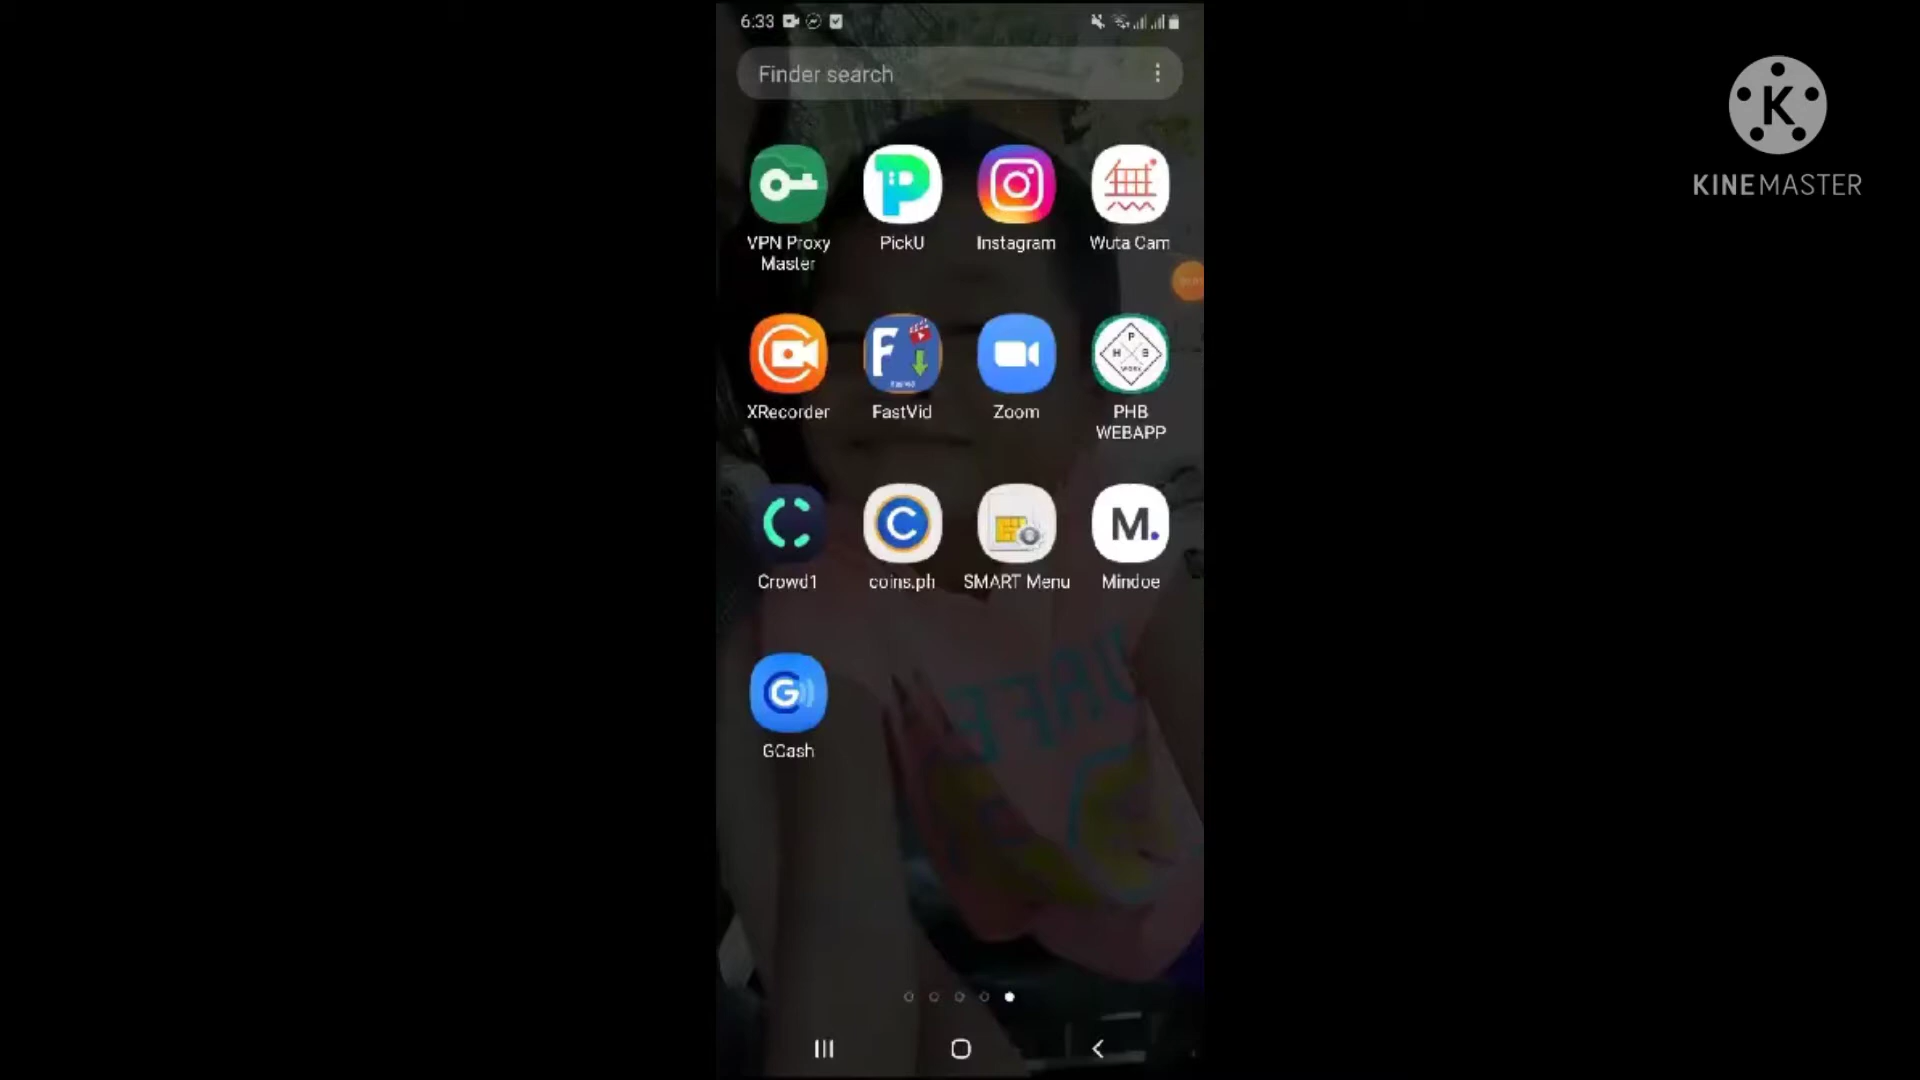 6:33
Finder search
K
KINEMASTER
VPN Proxy
Master
PickU
Instagram
Wuta Cam
XRecorder
FastVid
Zoom
PHB
WEBAPP
Crowd1
coins.ph
SMART Menu
M.
Mindoe
GCash